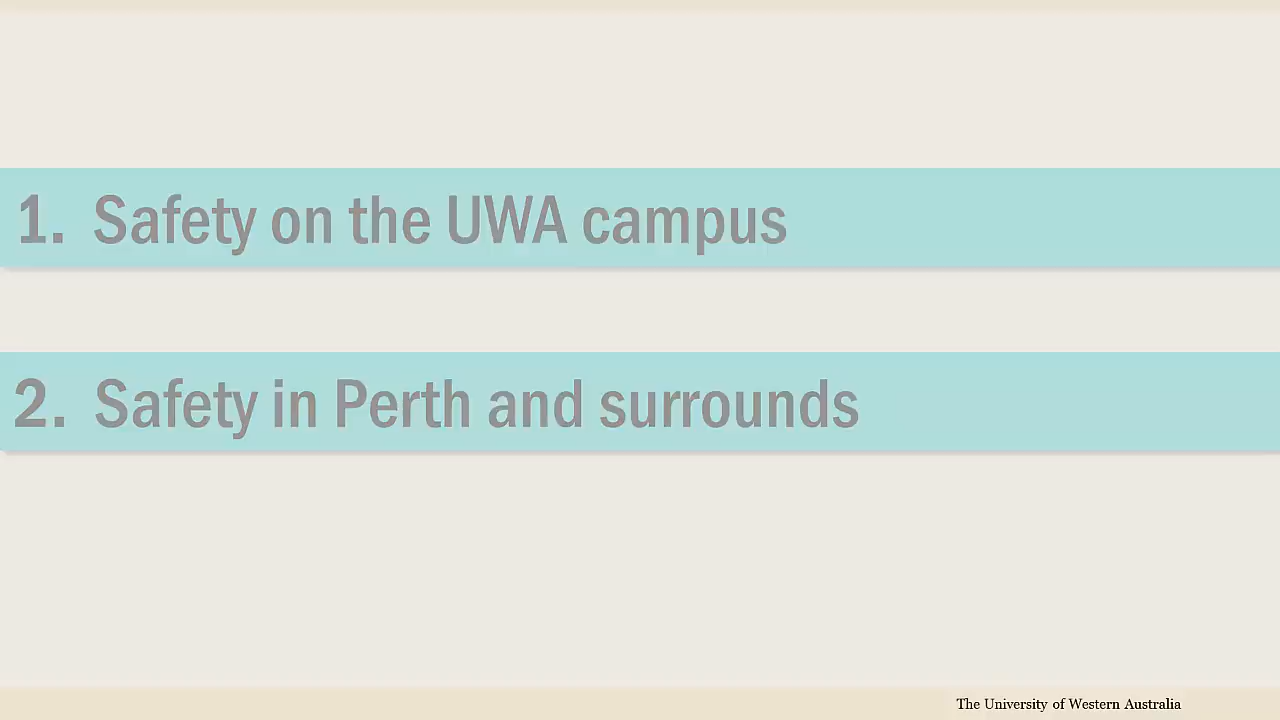 1. Safety on the UWA campus
2. Safety in Perth and surrounds
The University of Western Australia